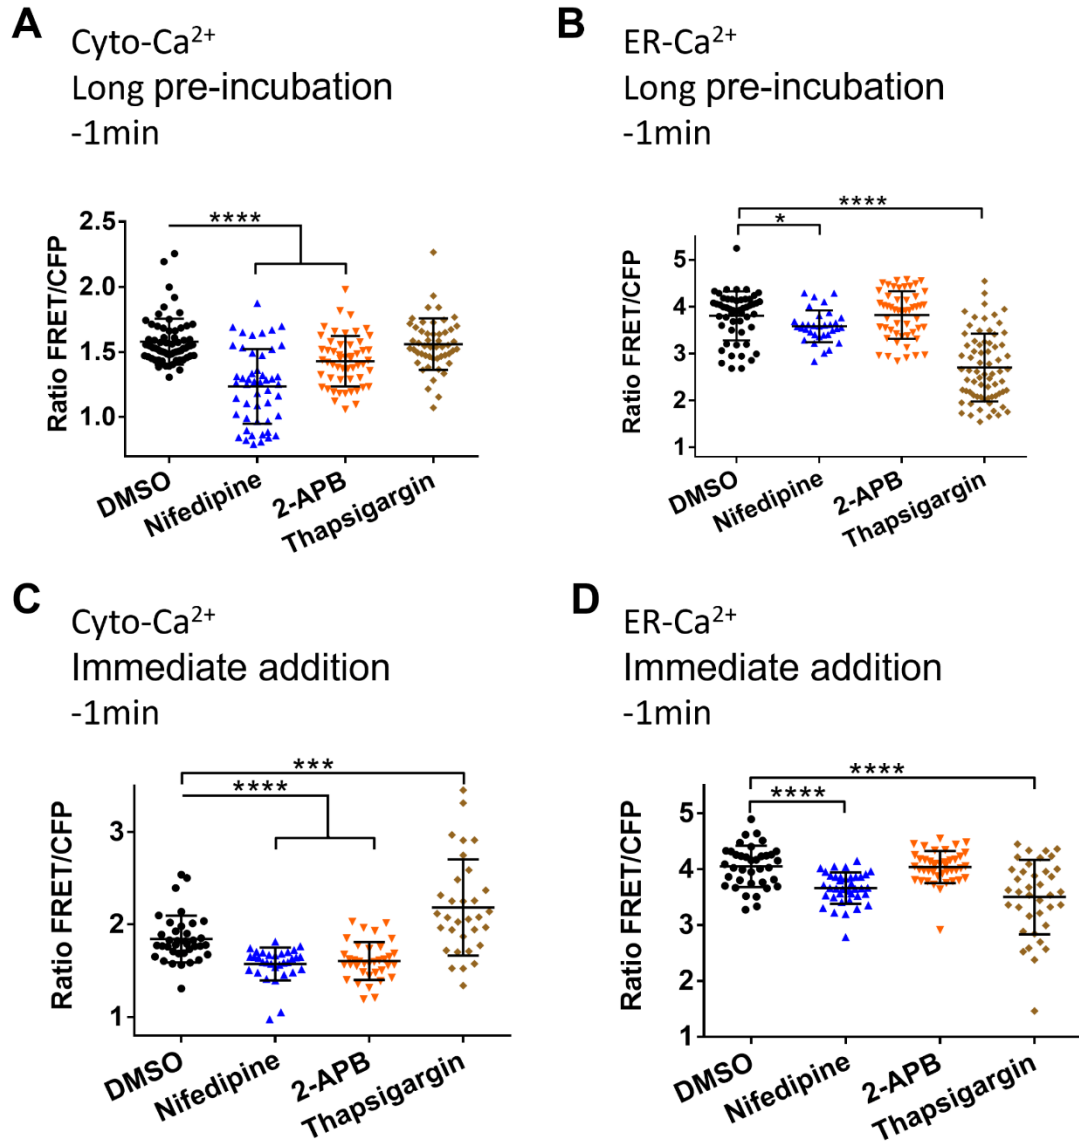 A
Cyto-Ca²⁺
Long pre-incubation
-1min
Ratio FRET/CFP
2.5
2.0
1.5
1.0
****
DMSO
Nifedipine
2-APB
Thapsigargin
B
ER-Ca²⁺
Long pre-incubation
-1min
Ratio FRET/CFP
5
4
3
2
1
****
*
DMSO
Nifedipine
2-APB
Thapsigargin
C
Cyto-Ca²⁺
Immediate addition
-1min
Ratio FRET/CFP
3
2
1
***
****
DMSO
Nifedipine
2-APB
Thapsigargin
D
ER-Ca²⁺
Immediate addition
-1min
Ratio FRET/CFP
5
4
3
2
1
****
****
DMSO
Nifedipine
2-APB
Thapsigargin